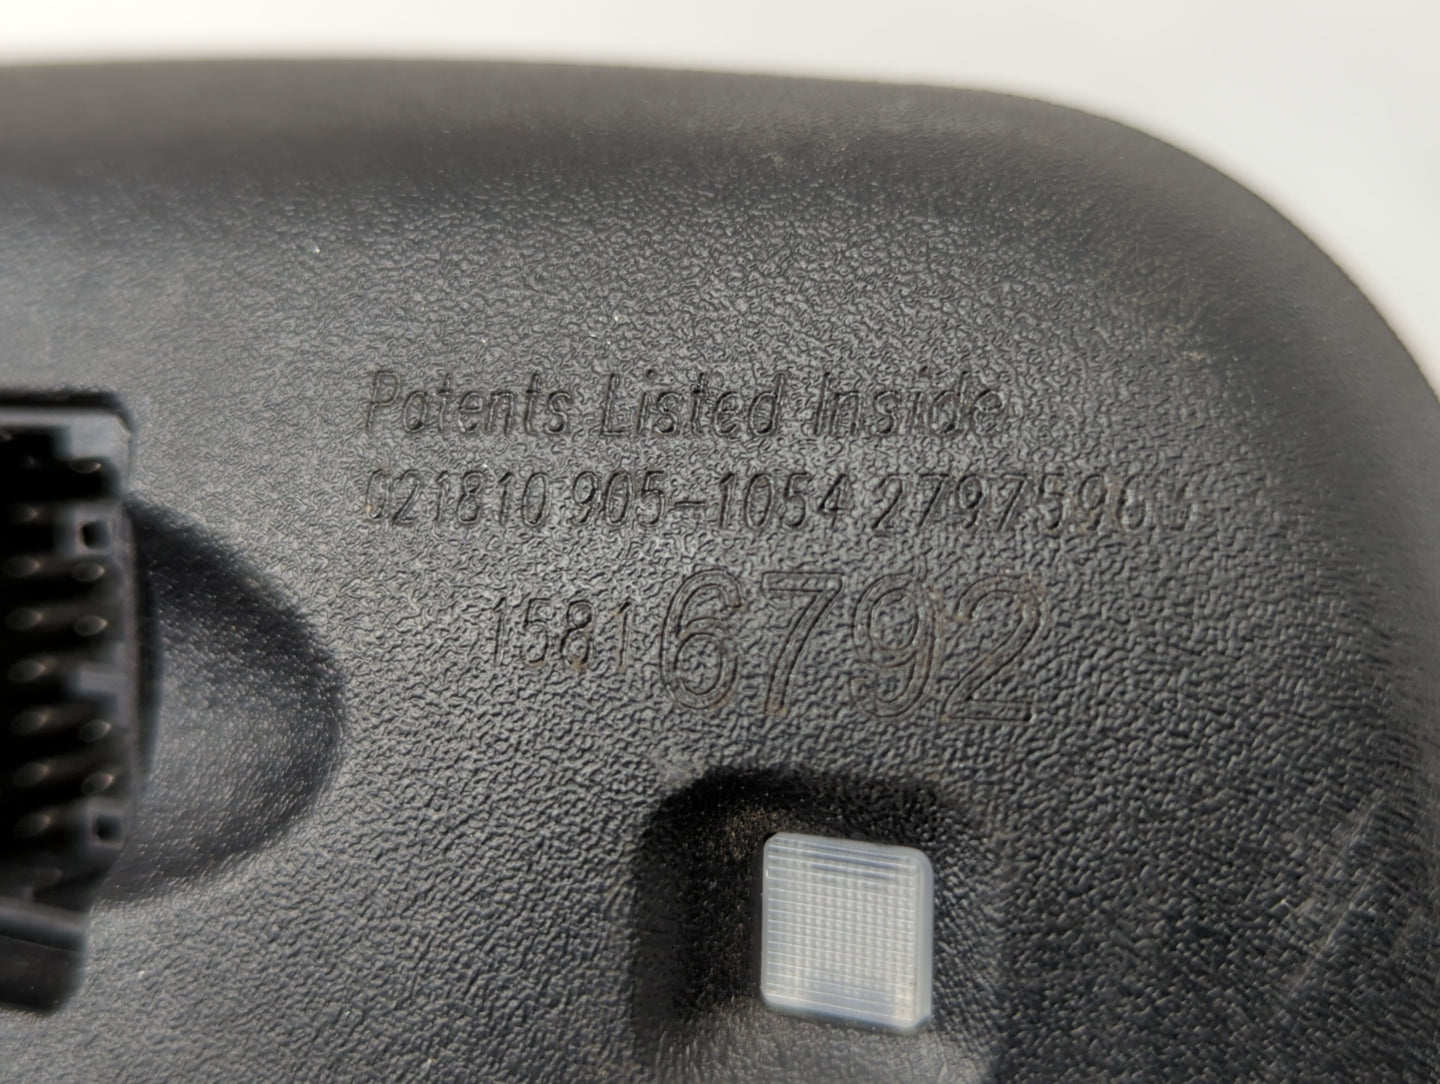 Patents Listed Inside
021810 905-1054
15816792